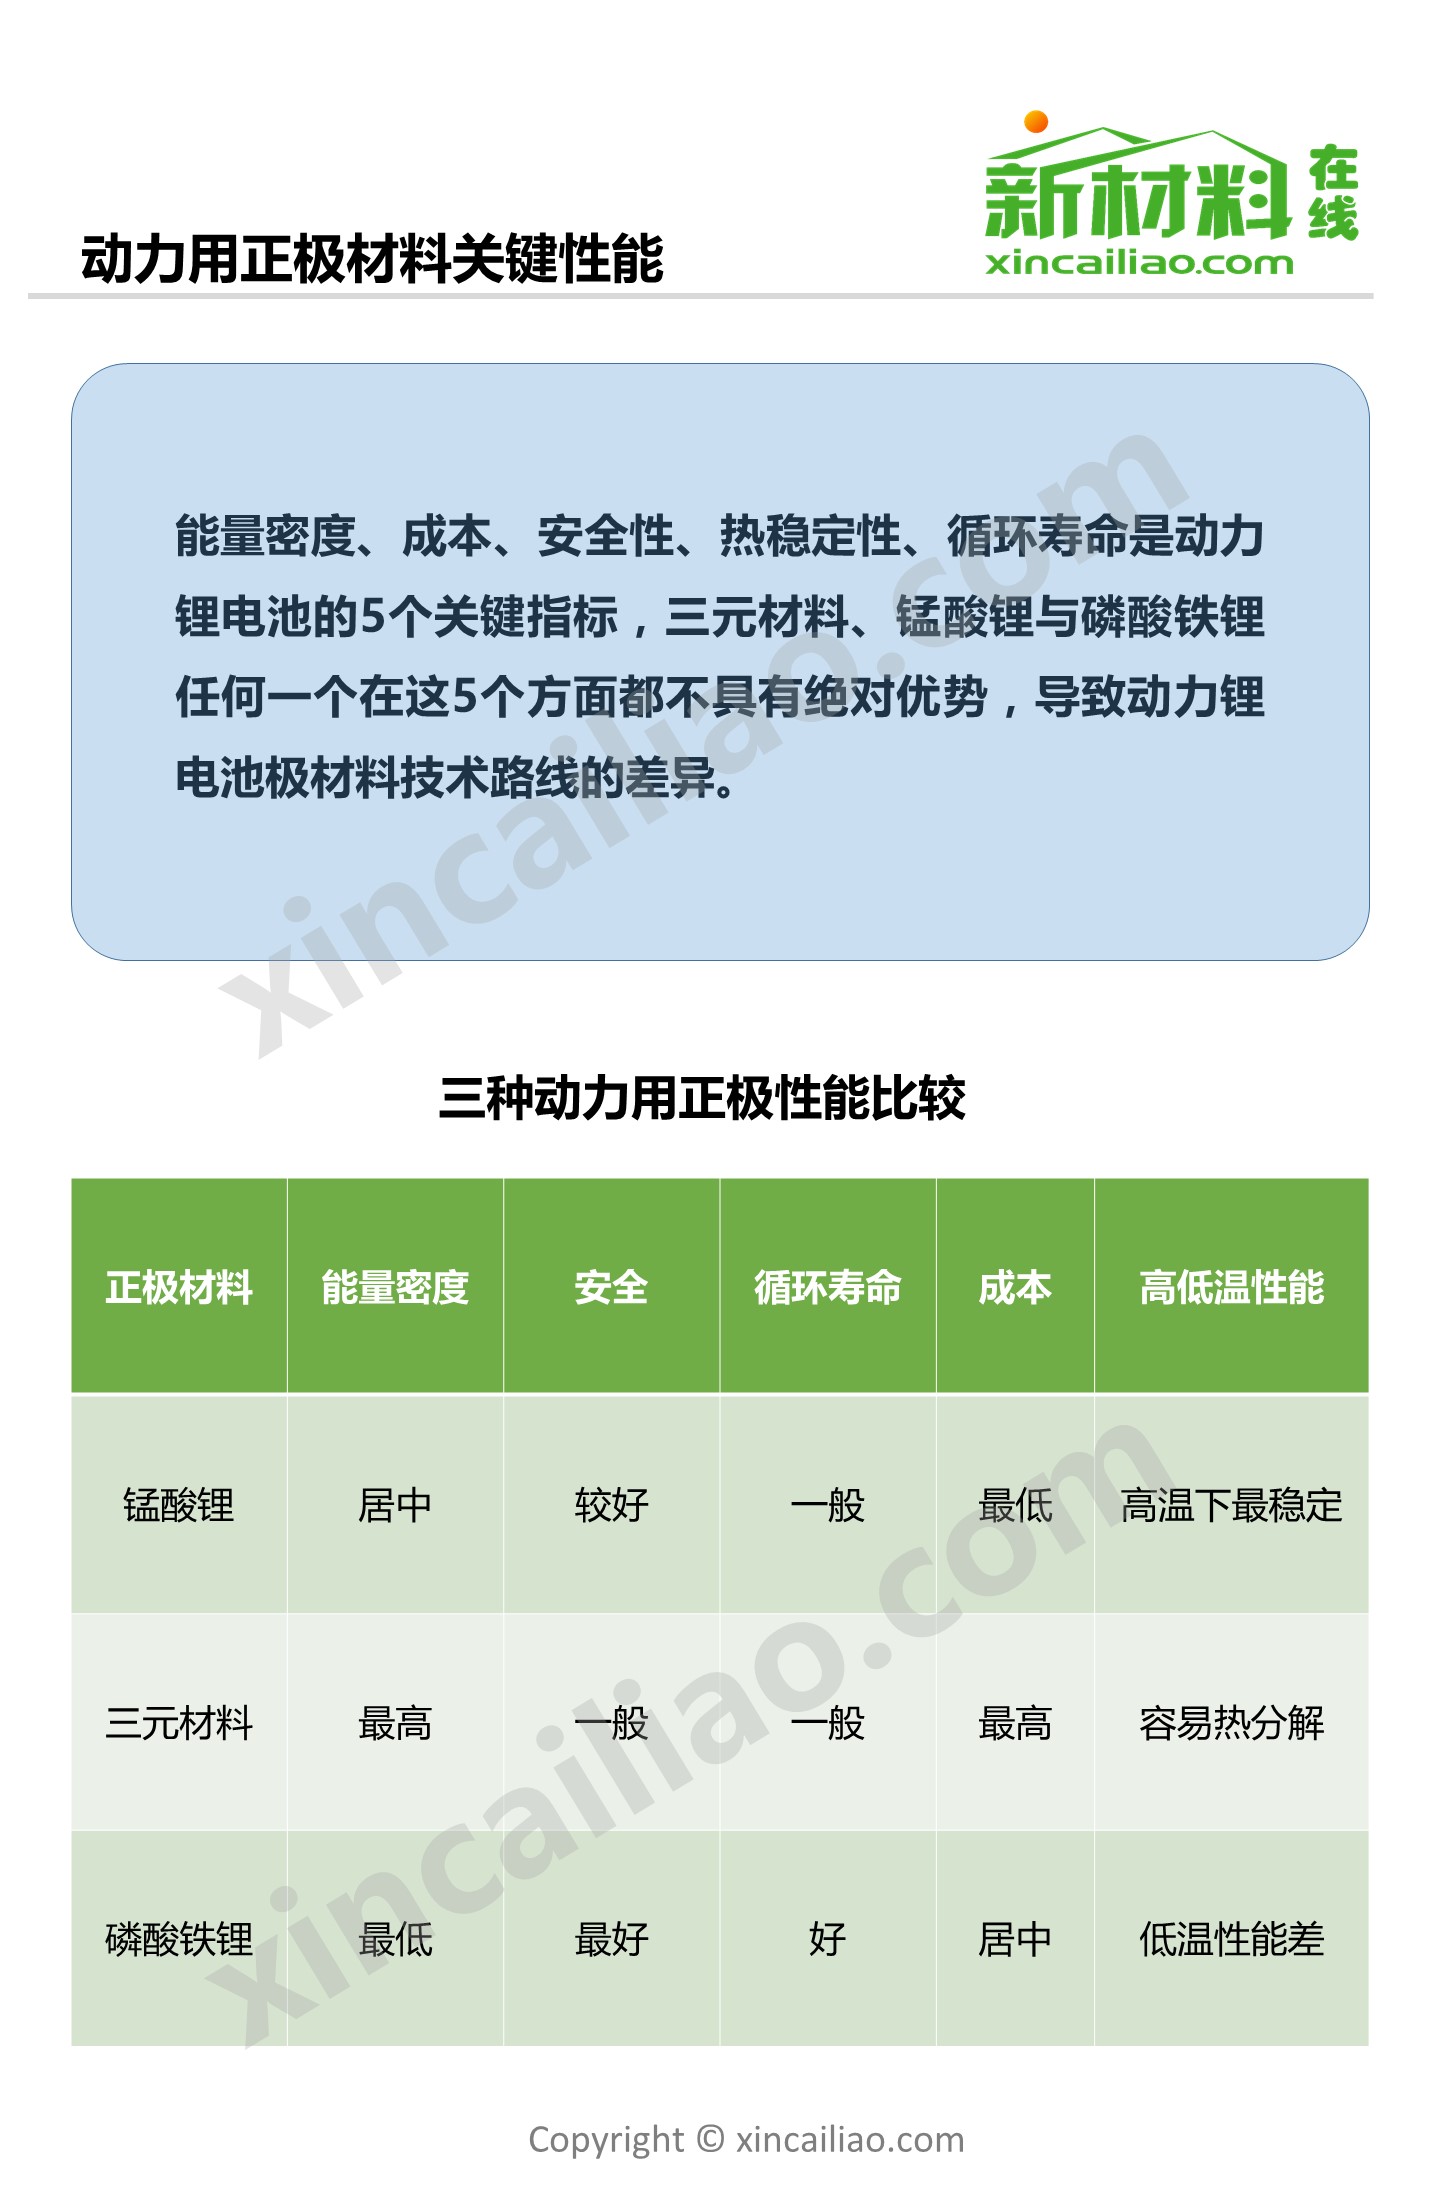 新材料在线
xincailiao.com
动力用正极材料关键性能
能量密度、成本、安全性、热稳定性、循环寿命是动力
锂电池的5个关键指标，三元材料、锰酸锂与磷酸铁锂
任何一个在这5个方面都不具有绝对优势，导致动力锂
电池极材料技术路线的差异。
xincailiao.com
三种动力用正极性能比较
正极材料 能量密度 安全 循环寿命 成本 高低温性能
锰酸锂 居中 较好 一般 最低 高温下最稳定
三元材料 最高 一般 一般 最高 容易热分解
磷酸铁锂 最低 最好 好 居中 低温性能差
xincailiao.com
Copyright © xincailiao.com